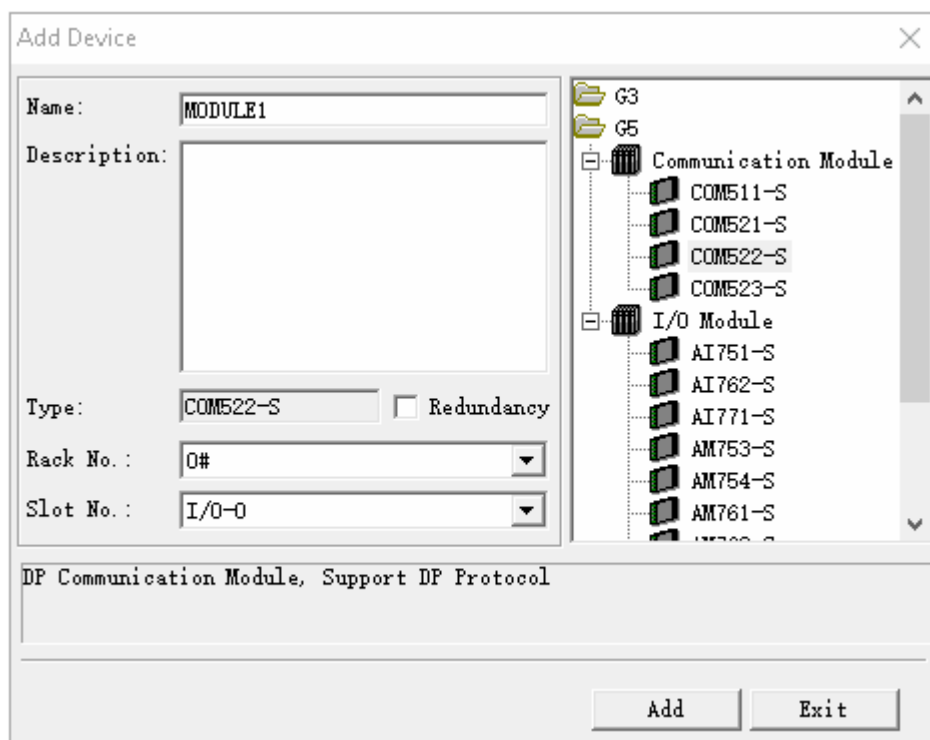 Add Device
Name:
MODULE1
Description:
Type:
COM522-S
Redundancy
Rack No.:
0#
Slot No.:
I/O-0
G3
G5
Communication Module
COM511-S
COM521-S
COM522-S
COM523-S
I/O Module
AI751-S
AI762-S
AI771-S
AM753-S
AM754-S
AM761-S
DP Communication Module, Support DP Protocol
Add
Exit